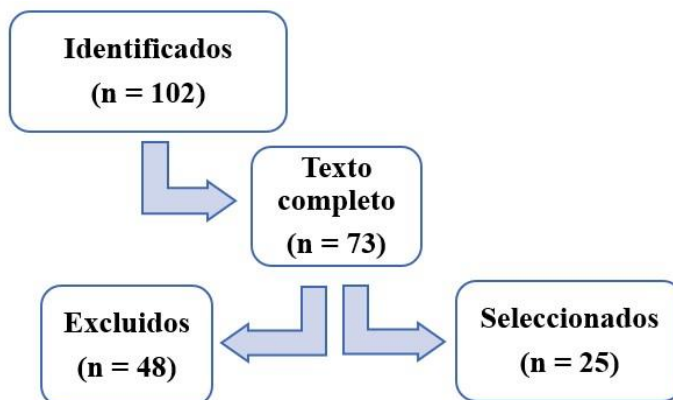 Identificados
(n = 102)
Texto
completo
(n = 73)
Excluidos
(n = 48)
Seleccionados
(n = 25)